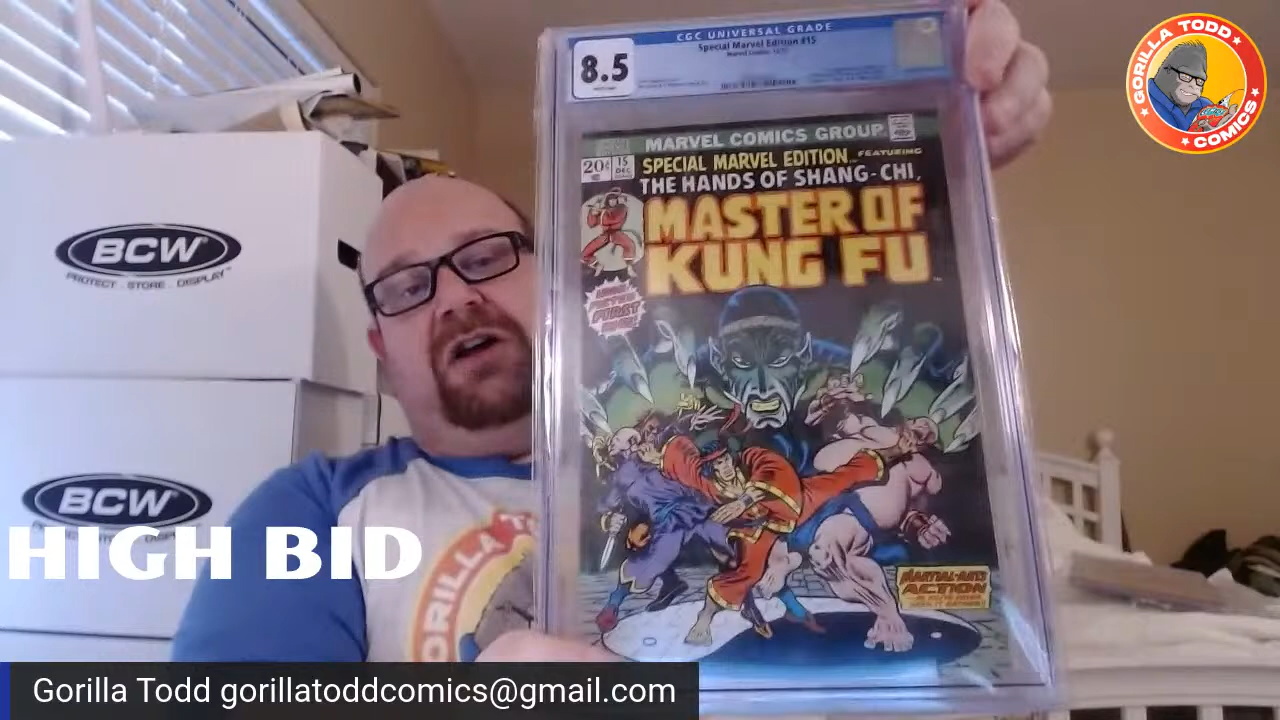 CGC UNIVERSAL GRADE
Special Marvel Edition #15
8.5
GORILLA TODD
COMICS
MARVEL COMICS GROUP
20¢
15
DEC
SPECIAL MARVEL EDITION FEATURING
THE HANDS OF SHANG-CHI,
MASTER OF
KUNG FU
FIRST
MARTIAL-ARTS
ACTION
BCW
PROTECT . STORE . DISPLAY
BCW
HIGH BID
GORILLA T
Gorilla Todd gorillatoddcomics@gmail.com